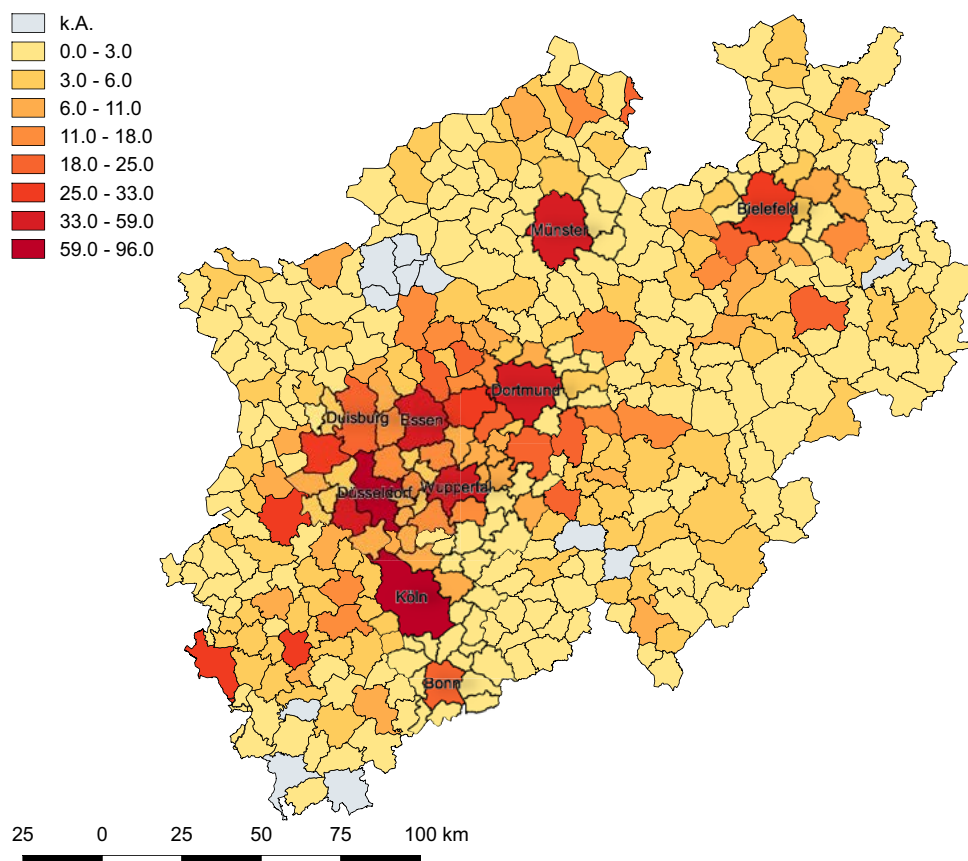 k.A.
0.0 - 3.0
3.0 - 6.0
6.0 - 11.0
11.0 - 18.0
18.0 - 25.0
25.0 - 33.0
33.0 - 59.0
59.0 - 96.0
Bielefeld
Münster
Dortmund
Duisburg
Essen
Wuppertal
Düsseldorf
Köln
Bonn
25 0 25 50 75 100 km